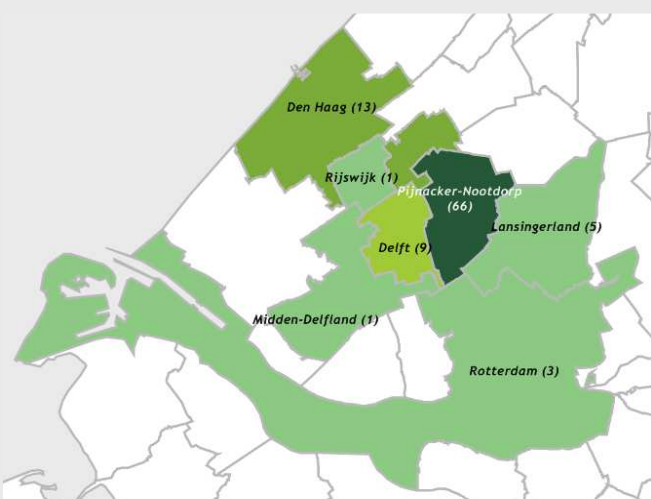 Den Haag (13)
Rijswijk (1)
Pijnacker-Nootdorp
(66)
Lansingerland (5)
Delft (9)
Midden-Delfland (1)
Rotterdam (3)